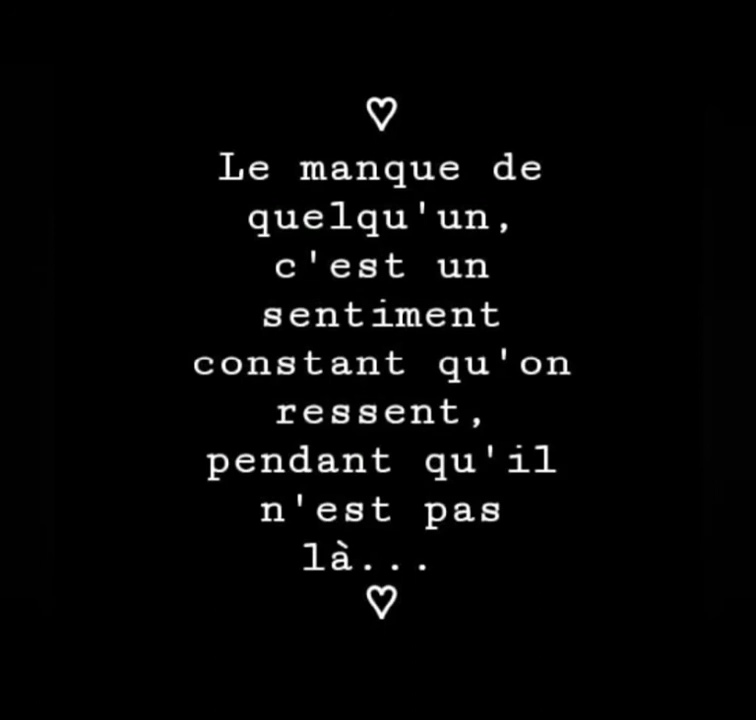 ♡
Le manque de
quelqu'un,
c'est un
sentiment
constant qu'on
ressent,
pendant qu'il
n'est pas
là...
♡